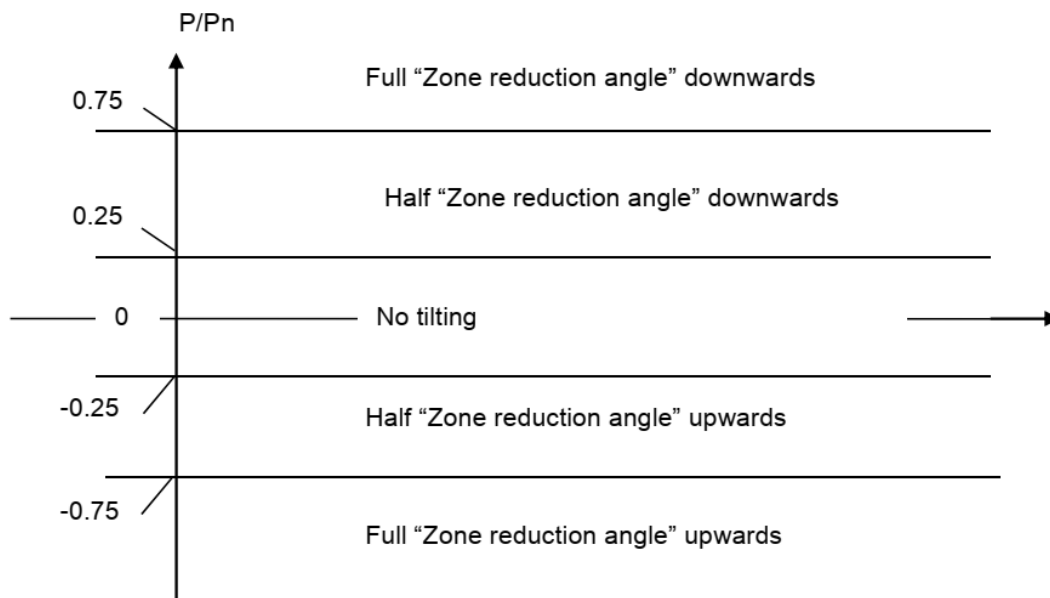 P/Pn
Full “Zone reduction angle” downwards
0.75
Half “Zone reduction angle” downwards
0.25
0
No tilting
-0.25
Half “Zone reduction angle” upwards
-0.75
Full “Zone reduction angle” upwards